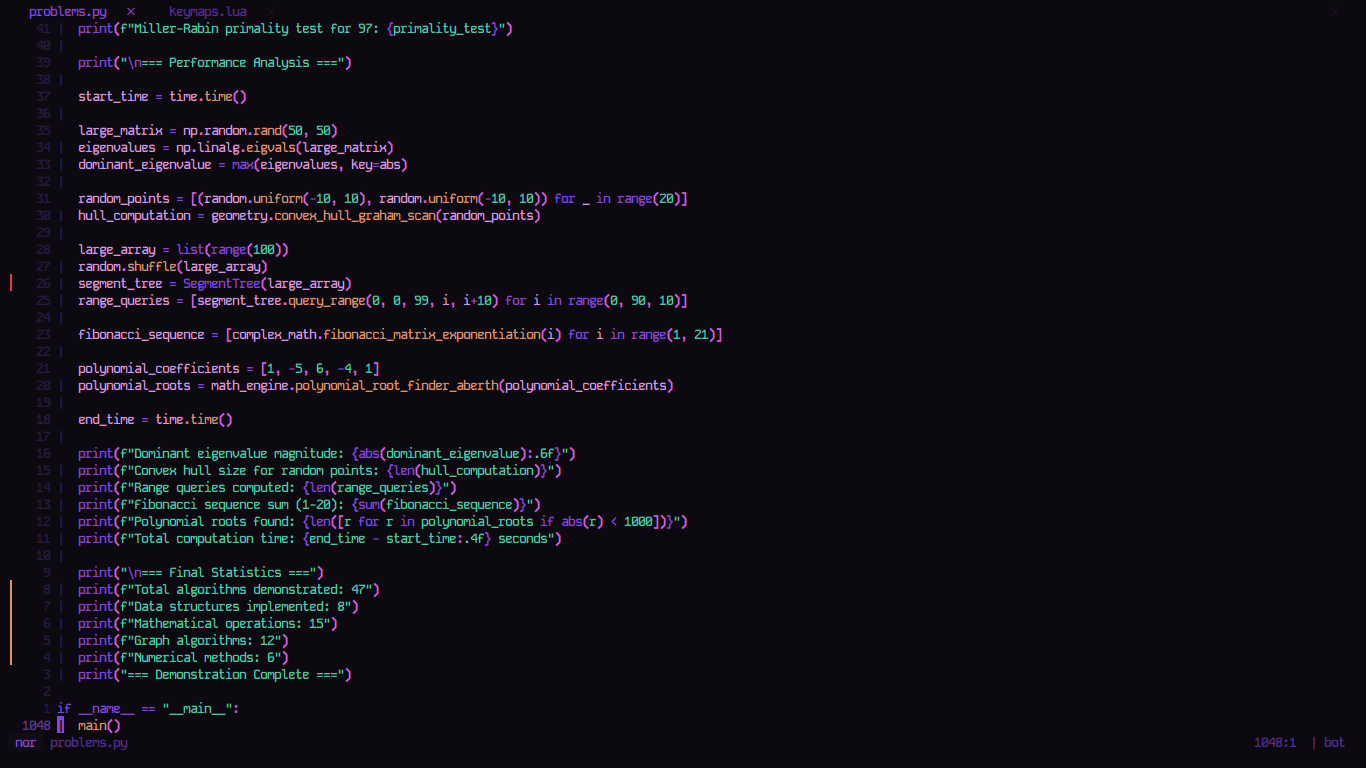 problems.py × keymaps.lua ×
41 | print(f"Miller-Rabin primality test for 97: {primality_test}")
40 |
39 print("\n=== Performance Analysis ===")
38 |
37 start_time = time.time()
36 |
35 large_matrix = np.random.rand(50, 50)
34 | eigenvalues = np.linalg.eigvals(large_matrix)
33 | dominant_eigenvalue = max(eigenvalues, key=abs)
32 |
31 random_points = [(random.uniform(-10, 10), random.uniform(-10, 10)) for _ in range(20)]
30 | hull_computation = geometry.convex_hull_graham_scan(random_points)
29 |
28 large_array = list(range(100))
27 | random.shuffle(large_array)
26 | segment_tree = SegmentTree(large_array)
25 | range_queries = [segment_tree.query_range(0, 0, 99, i, i+10) for i in range(0, 90, 10)]
24 |
23 fibonacci_sequence = [complex_math.fibonacci_matrix_exponentiation(i) for i in range(1, 21)]
22 |
21 polynomial_coefficients = [1, -5, 6, -4, 1]
20 | polynomial_roots = math_engine.polynomial_root_finder_aberth(polynomial_coefficients)
19 |
18 end_time = time.time()
17 |
16 print(f"Dominant eigenvalue magnitude: {abs(dominant_eigenvalue):.6f}")
15 | print(f"Convex hull size for random points: {len(hull_computation)}")
14 | print(f"Range queries computed: {len(range_queries)}")
13 | print(f"Fibonacci sequence sum (1-20): {sum(fibonacci_sequence)}")
12 | print(f"Polynomial roots found: {len([r for r in polynomial_roots if abs(r) < 1000])}")
11 | print(f"Total computation time: {end_time - start_time:.4f} seconds")
10 |
9 print("\n=== Final Statistics ===")
8 | print(f"Total algorithms demonstrated: 47")
7 | print(f"Data structures implemented: 8")
6 | print(f"Mathematical operations: 15")
5 | print(f"Graph algorithms: 12")
4 | print(f"Numerical methods: 6")
3 | print("=== Demonstration Complete ===")
2
1 if __name__ == "__main__":
1048 | main()
nor problems.py 1048:1 | bot